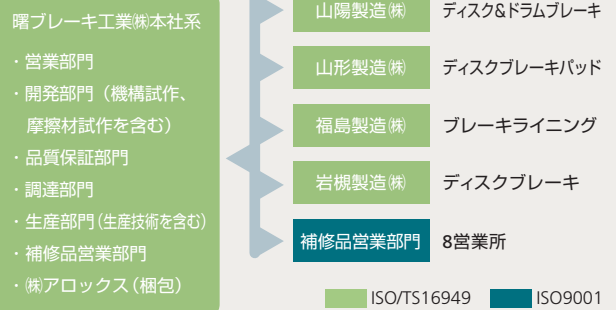 曙ブレーキ工業㈱本社系
・営業部門
・開発部門（機構試作、
摩擦材試作を含む）
・品質保証部門
・調達部門
・生産部門（生産技術を含む）
・補修品営業部門
・㈱アロックス（梱包）
山陽製造㈱ ディスク&ドラムブレーキ
山形製造㈱ ディスクブレーキパッド
福島製造㈱ ブレーキライニング
岩槻製造㈱ ディスクブレーキ
補修品営業部門 8営業所
ISO/TS16949 ISO9001